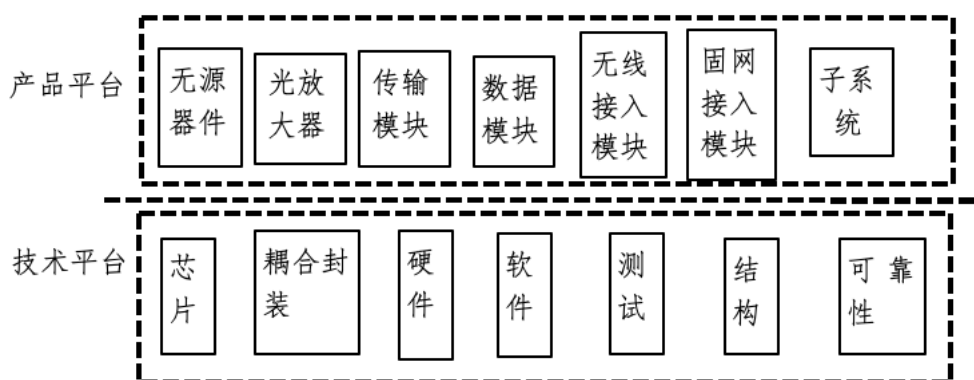 产品平台
无源
器件
光放
大器
传输
模块
数据
模块
无线
接入
模块
固网
接入
模块
子系
统
技术平台
芯
片
耦合封
装
硬
件
软
件
测
试
结
构
可 靠
性